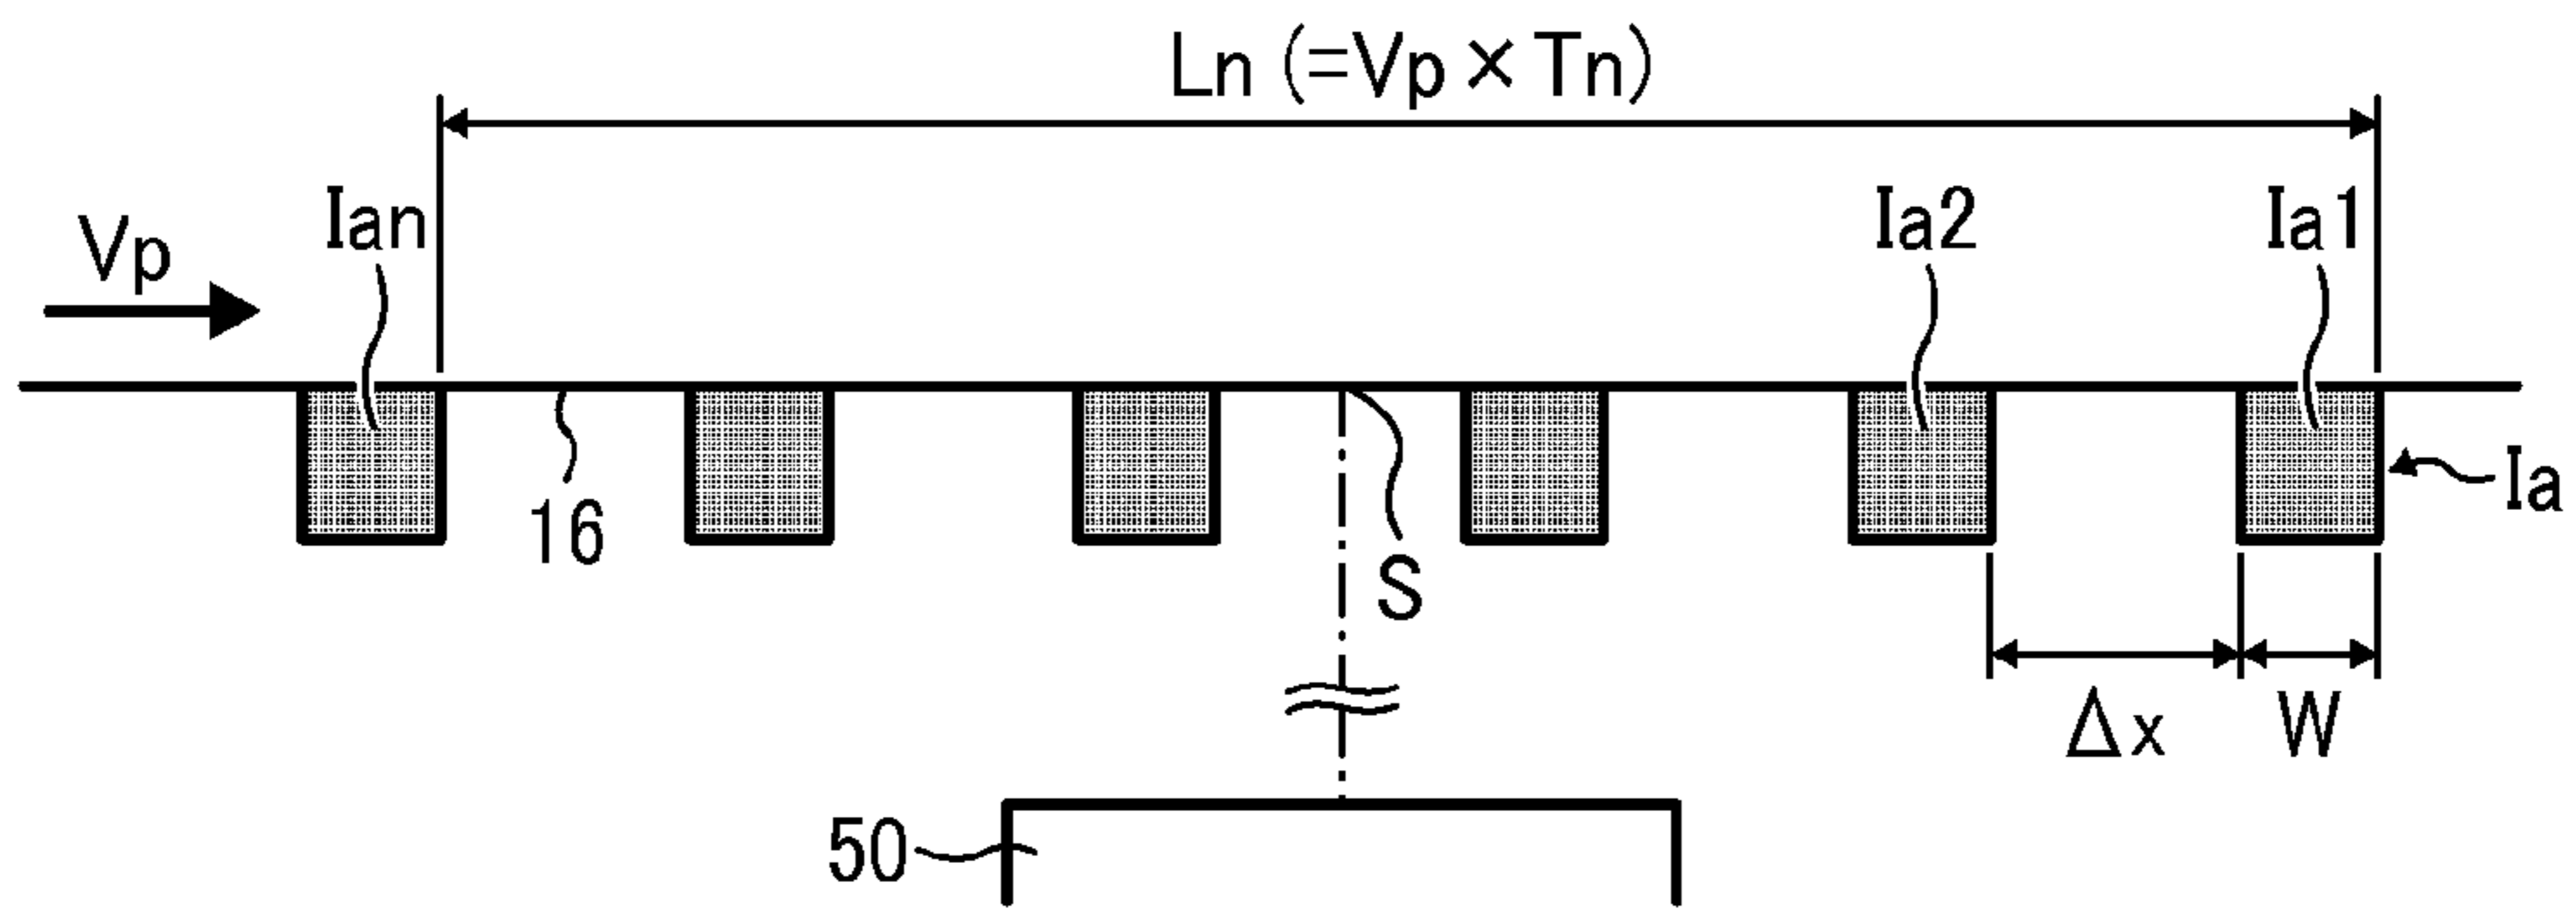 Ln (=Vp×Tn)
Vp
Ian
Ia2
Ia1
16
S
Ia
Δx
W
50